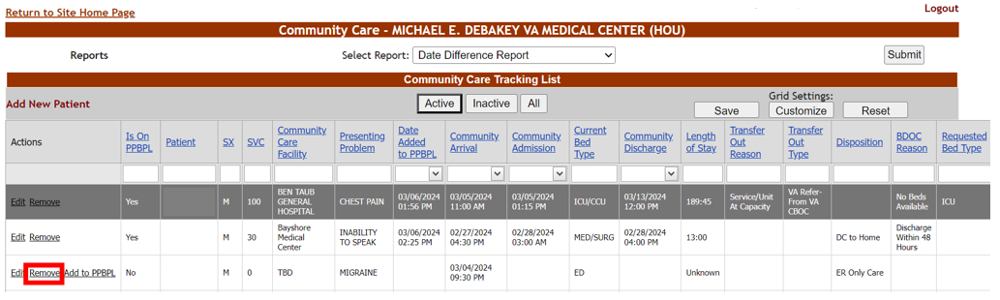 Return to Site Home Page
Logout
Community Care - MICHAEL E. DEBAKEY VA MEDICAL CENTER (HOU)
Reports Select Report: Date Difference Report Submit
Community Care Tracking List
Add New Patient Active Inactive All Save Grid Settings: Customize Reset
Actions Is On PPBPL Patient SX SVC Community Care Facility Presenting Problem Date Added to PPBPL Community Arrival Community Admission Current Bed Type Community Discharge Length of Stay Transfer Out Reason Transfer Out Type Disposition BDOC Reason Requested Bed Type
Edit Remove Yes M 100 BEN TAUB GENERAL HOSPITAL CHEST PAIN 03/06/2024 01:56 PM 03/05/2024 11:00 AM 03/05/2024 01:15 PM ICU/CCU 03/13/2024 12:00 PM 189:45 Service/Unit At Capacity VA Refer- From VA CBOC No Beds Available ICU
Edit Remove Yes M 30 Bayshore Medical Center INABILITY TO SPEAK 03/06/2024 02:25 PM 02/27/2024 04:30 PM 02/28/2024 03:00 AM MED/SURG 02/28/2024 04:00 PM 13:00 DC to Home Discharge Within 48 Hours
Edit Remove Add to PPBPL No M 0 TBD MIGRAINE 03/04/2024 09:30 PM ED Unknown ER Only Care